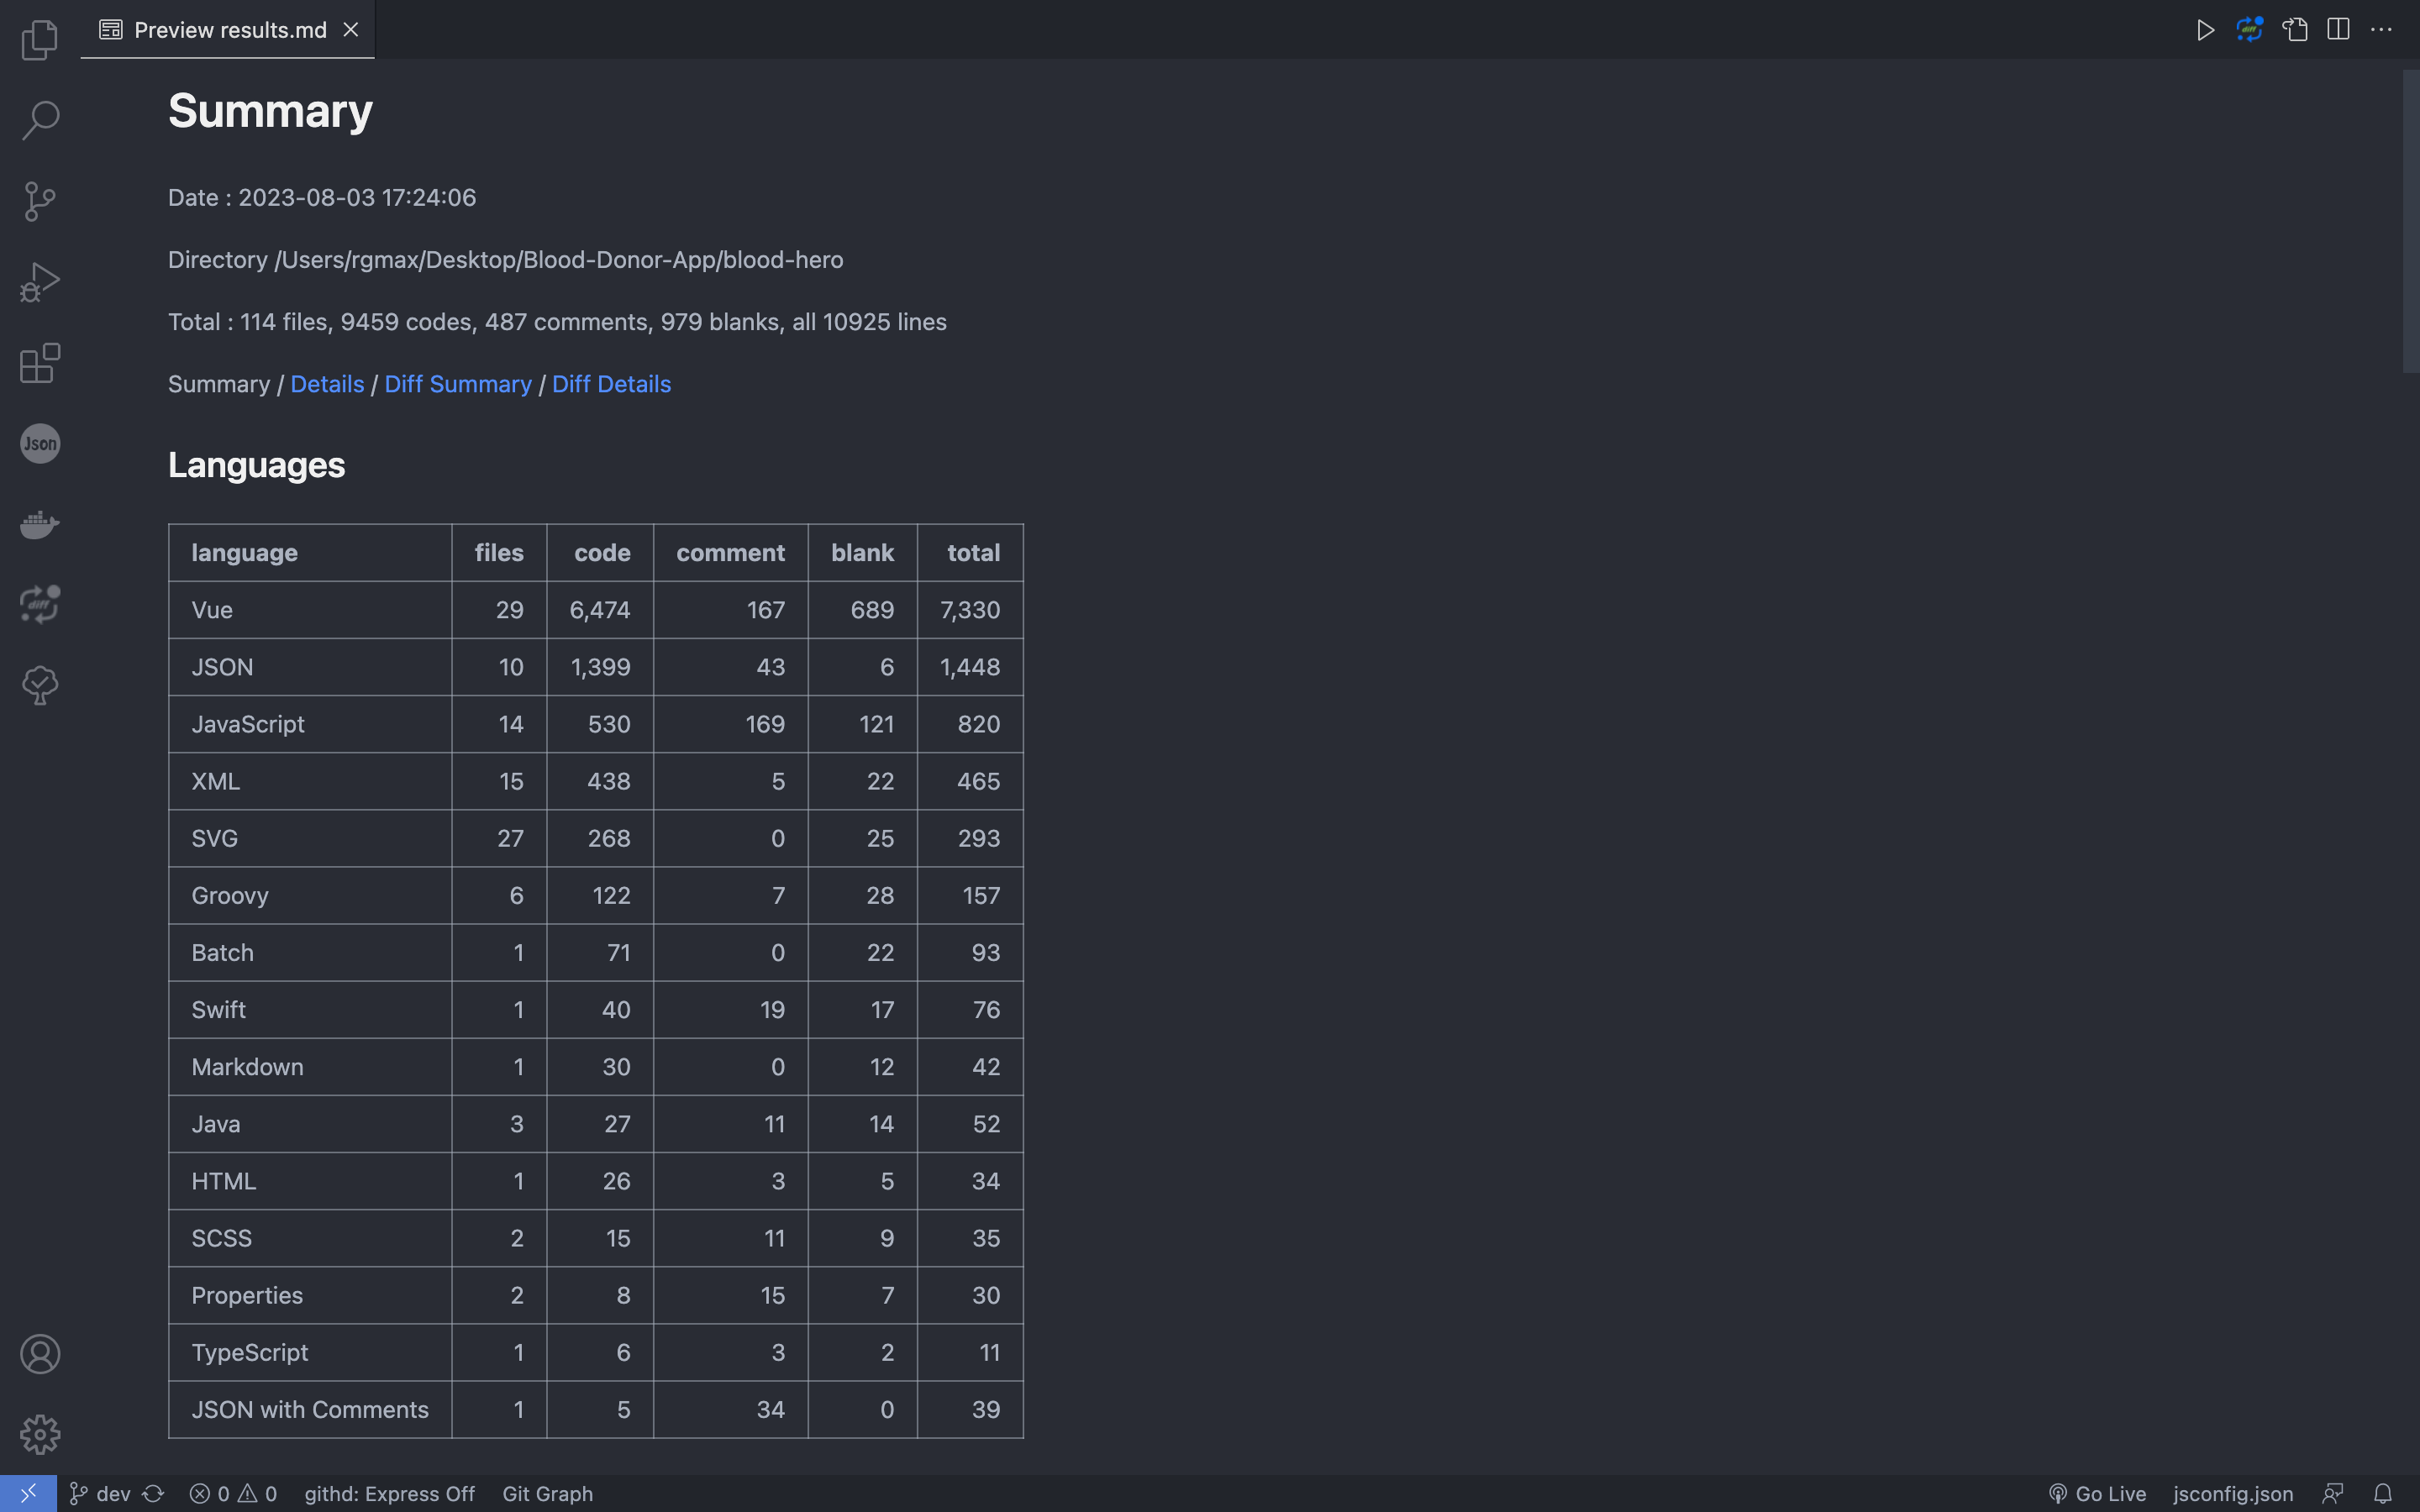 Preview results.md
Summary
Date : 2023-08-03 17:24:06
Directory /Users/rgmax/Desktop/Blood-Donor-App/blood-hero
Total : 114 files, 9459 codes, 487 comments, 979 blanks, all 10925 lines
Summary / Details / Diff Summary / Diff Details
Languages
language files code comment blank total
Vue 29 6,474 167 689 7,330
JSON 10 1,399 43 6 1,448
JavaScript 14 530 169 121 820
XML 15 438 5 22 465
SVG 27 268 0 25 293
Groovy 6 122 7 28 157
Batch 1 71 0 22 93
Swift 1 40 19 17 76
Markdown 1 30 0 12 42
Java 3 27 11 14 52
HTML 1 26 3 5 34
SCSS 2 15 11 9 35
Properties 2 8 15 7 30
TypeScript 1 6 3 2 11
JSON with Comments 1 5 34 0 39
Json
diff
diff
dev 0 0 githd: Express Off Git Graph Go Live jsconfig.json